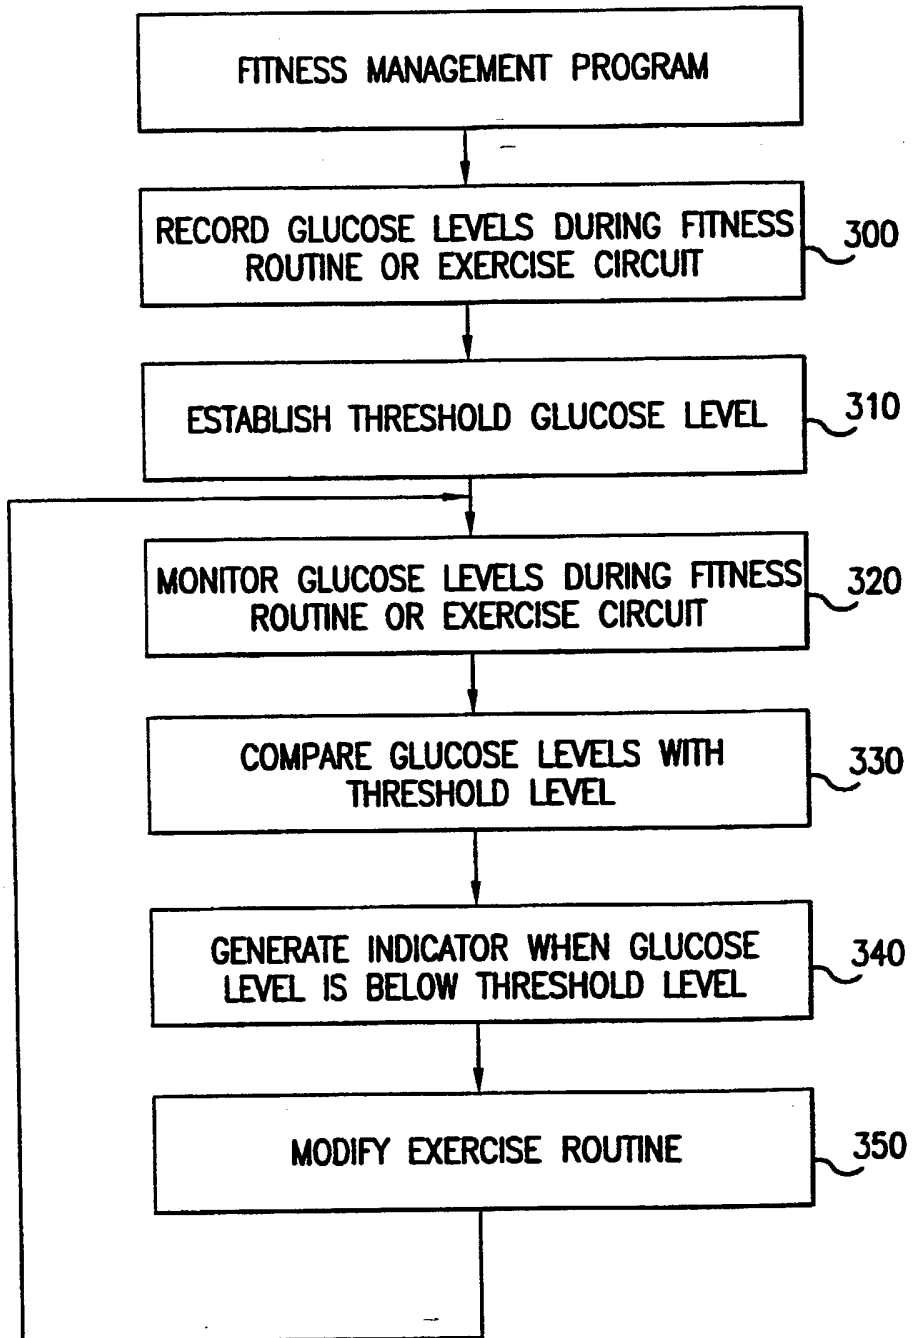 FITNESS MANAGEMENT PROGRAM
RECORD GLUCOSE LEVELS DURING FITNESS
ROUTINE OR EXERCISE CIRCUIT
300
ESTABLISH THRESHOLD GLUCOSE LEVEL
310
MONITOR GLUCOSE LEVELS DURING FITNESS
ROUTINE OR EXERCISE CIRCUIT
320
COMPARE GLUCOSE LEVELS WITH
THRESHOLD LEVEL
330
GENERATE INDICATOR WHEN GLUCOSE
LEVEL IS BELOW THRESHOLD LEVEL
340
MODIFY EXERCISE ROUTINE
350